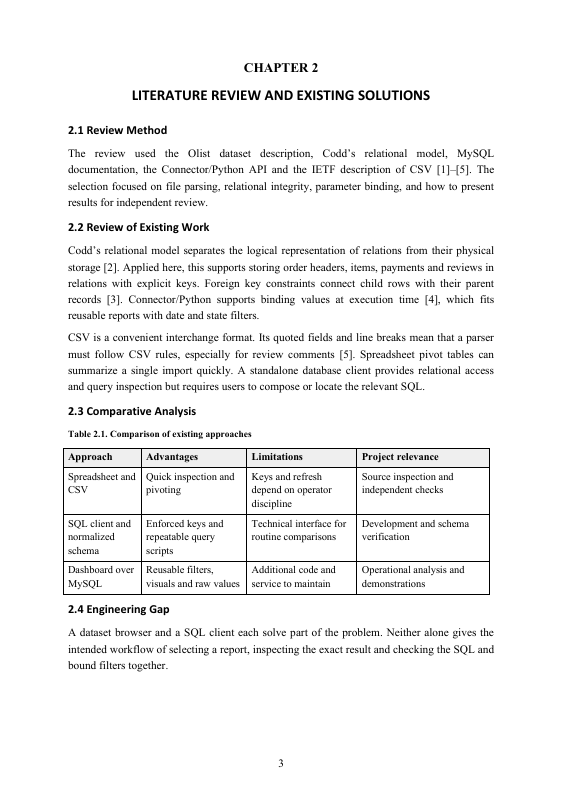 CHAPTER 2
LITERATURE REVIEW AND EXISTING SOLUTIONS
2.1 Review Method
The review used the Olist dataset description, Codd’s relational model, MySQL
documentation, the Connector/Python API and the IETF description of CSV [1]–[5]. The
selection focused on file parsing, relational integrity, parameter binding, and how to present
results for independent review.
2.2 Review of Existing Work
Codd’s relational model separates the logical representation of relations from their physical
storage [2]. Applied here, this supports storing order headers, items, payments and reviews in
relations with explicit keys. Foreign key constraints connect child rows with their parent
records [3]. Connector/Python supports binding values at execution time [4], which fits
reusable reports with date and state filters.
CSV is a convenient interchange format. Its quoted fields and line breaks mean that a parser
must follow CSV rules, especially for review comments [5]. Spreadsheet pivot tables can
summarize a single import quickly. A standalone database client provides relational access
and query inspection but requires users to compose or locate the relevant SQL.
2.3 Comparative Analysis
Table 2.1. Comparison of existing approaches
Approach Advantages Limitations Project relevance
Spreadsheet and Quick inspection and Keys and refresh Source inspection and
CSV pivoting depend on operator independent checks
discipline
SQL client and Enforced keys and Technical interface for Development and schema
normalized repeatable query routine comparisons verification
schema scripts
Dashboard over Reusable filters, Additional code and Operational analysis and
MySQL visuals and raw values service to maintain demonstrations
2.4 Engineering Gap
A dataset browser and a SQL client each solve part of the problem. Neither alone gives the
intended workflow of selecting a report, inspecting the exact result and checking the SQL and
bound filters together.
3